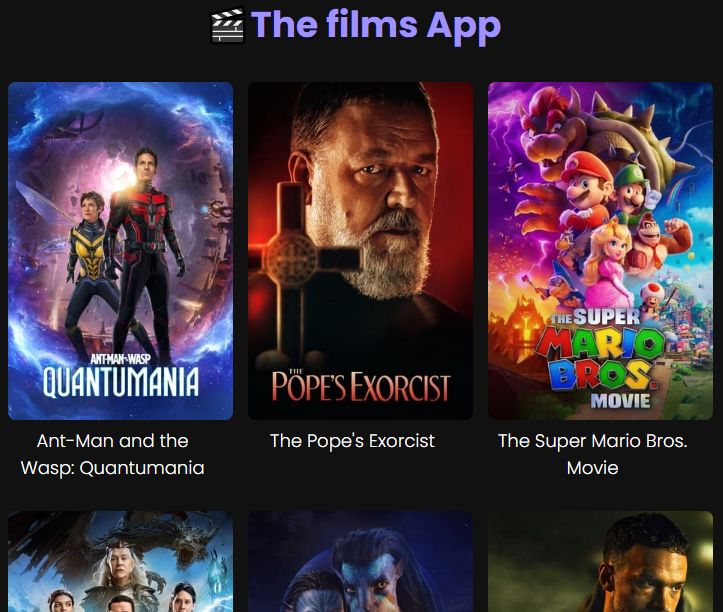 The films App
ANT-MAN AND THE WASP
QUANTUMANIA
THE
POPE'S EXORCIST
THE SUPER
MARIO
BROS.
MOVIE
Ant-Man and the
Wasp: Quantumania
The Pope's Exorcist
The Super Mario Bros.
Movie